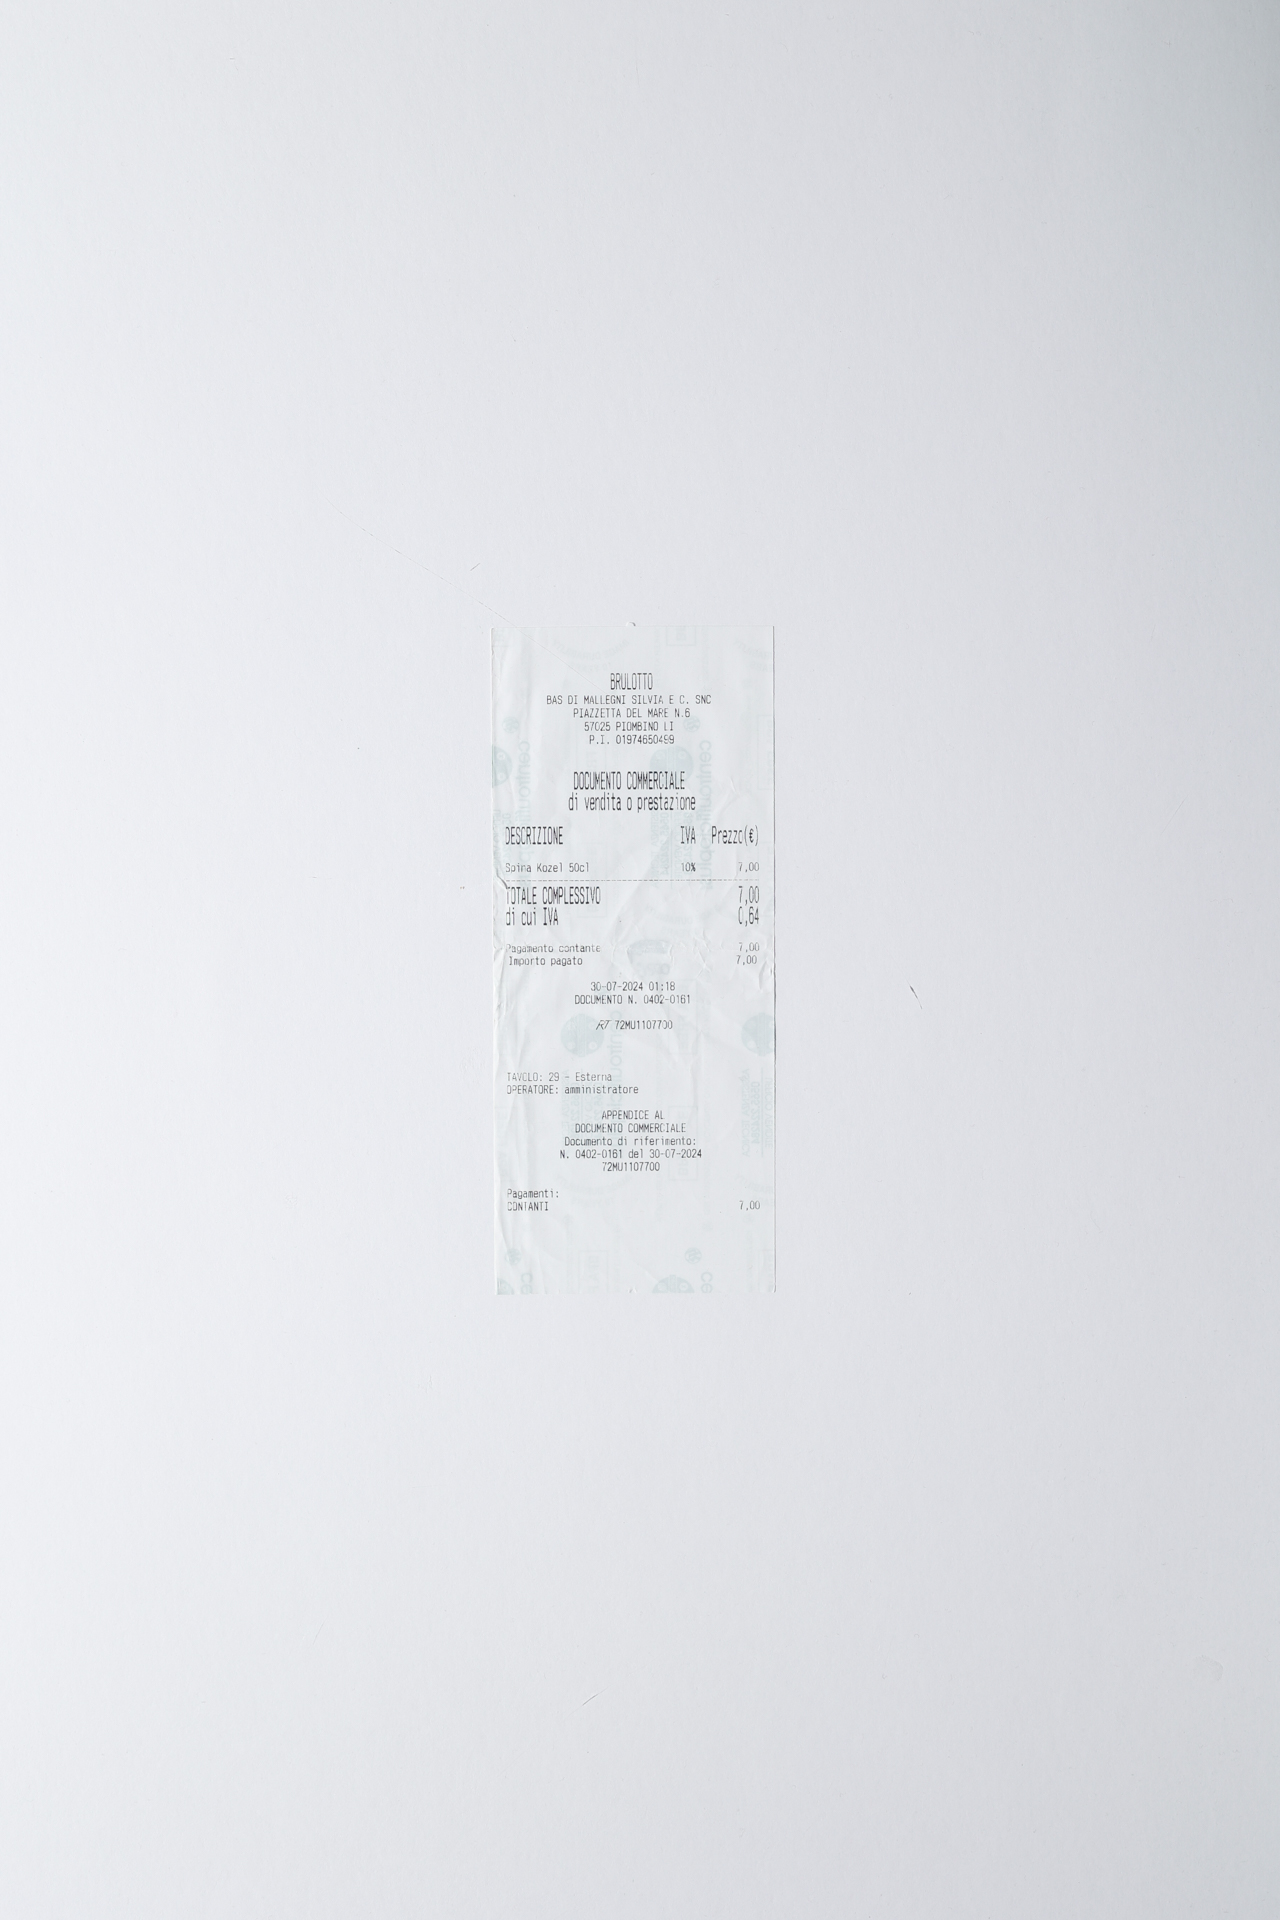 BRULOTTO
BAS DI MALLEGNI SILVIA E C. SNC
PIAZZETTA DEL MARE N.6
57025 PIOMBINO LI
P.I. 01974650499
DOCUMENTO COMMERCIALE
di vendita o prestazione
DESCRIZIONE IVA Prezzo(€)
Spina Kozel 50cl 10% 7,00
TOTALE COMPLESSIVO 7,00
di cui IVA 0,64
Pagamento contante 7,00
Importo pagato 7,00
30-07-2024 01:18
DOCUMENTO N. 0402-0161
RT 72MU1107700
TAVOLO: 29 - Esterna
OPERATORE: amministratore
APPENDICE AL
DOCUMENTO COMMERCIALE
Documento di riferimento:
N. 0402-0161 del 30-07-2024
72MU1107700
Pagamenti:
CONTANTI 7,00